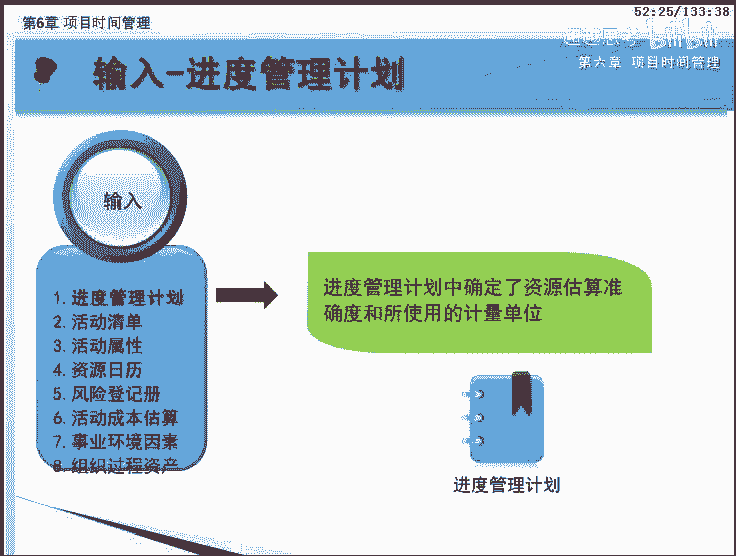 52:25/133:38
第6章 项目时间管理
bilibili
第六章 项目时间管理
输入-进度管理计划
输入
1.进度管理计划
2.活动清单
3.活动属性
4.资源日历
5.风险登记册
6.活动成本估算
7.事业环境因素
8.组织过程资产
进度管理计划中确定了资源估算准
确度和所使用的计量单位
进度管理计划